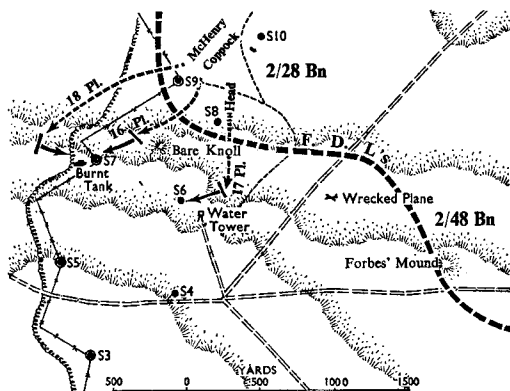 S10
McHenry
Coppock
2/28 Bn
S9
18 Pl.
Head
S8
16 Pl.
F. D. L s.
Bare Knoll
S7
Burnt
Tank
17 Pl.
S6
Wrecked Plane
Water
Tower
2/48 Bn
Forbes' Mound
S5
S4
S3
YARDS
500 0 500 1000 1500